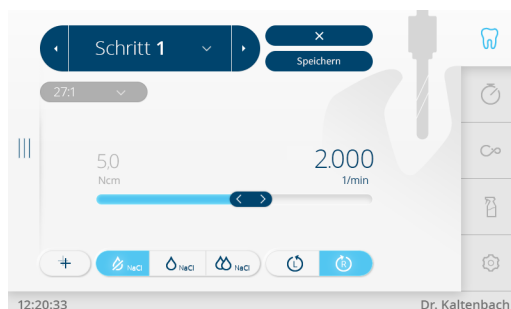 Schritt 1
×
Speichern
27:1
5,0
Ncm
2.000
1/min
NaCl
NaCl
NaCl
L
R
12:20:33
Dr. Kaltenbach